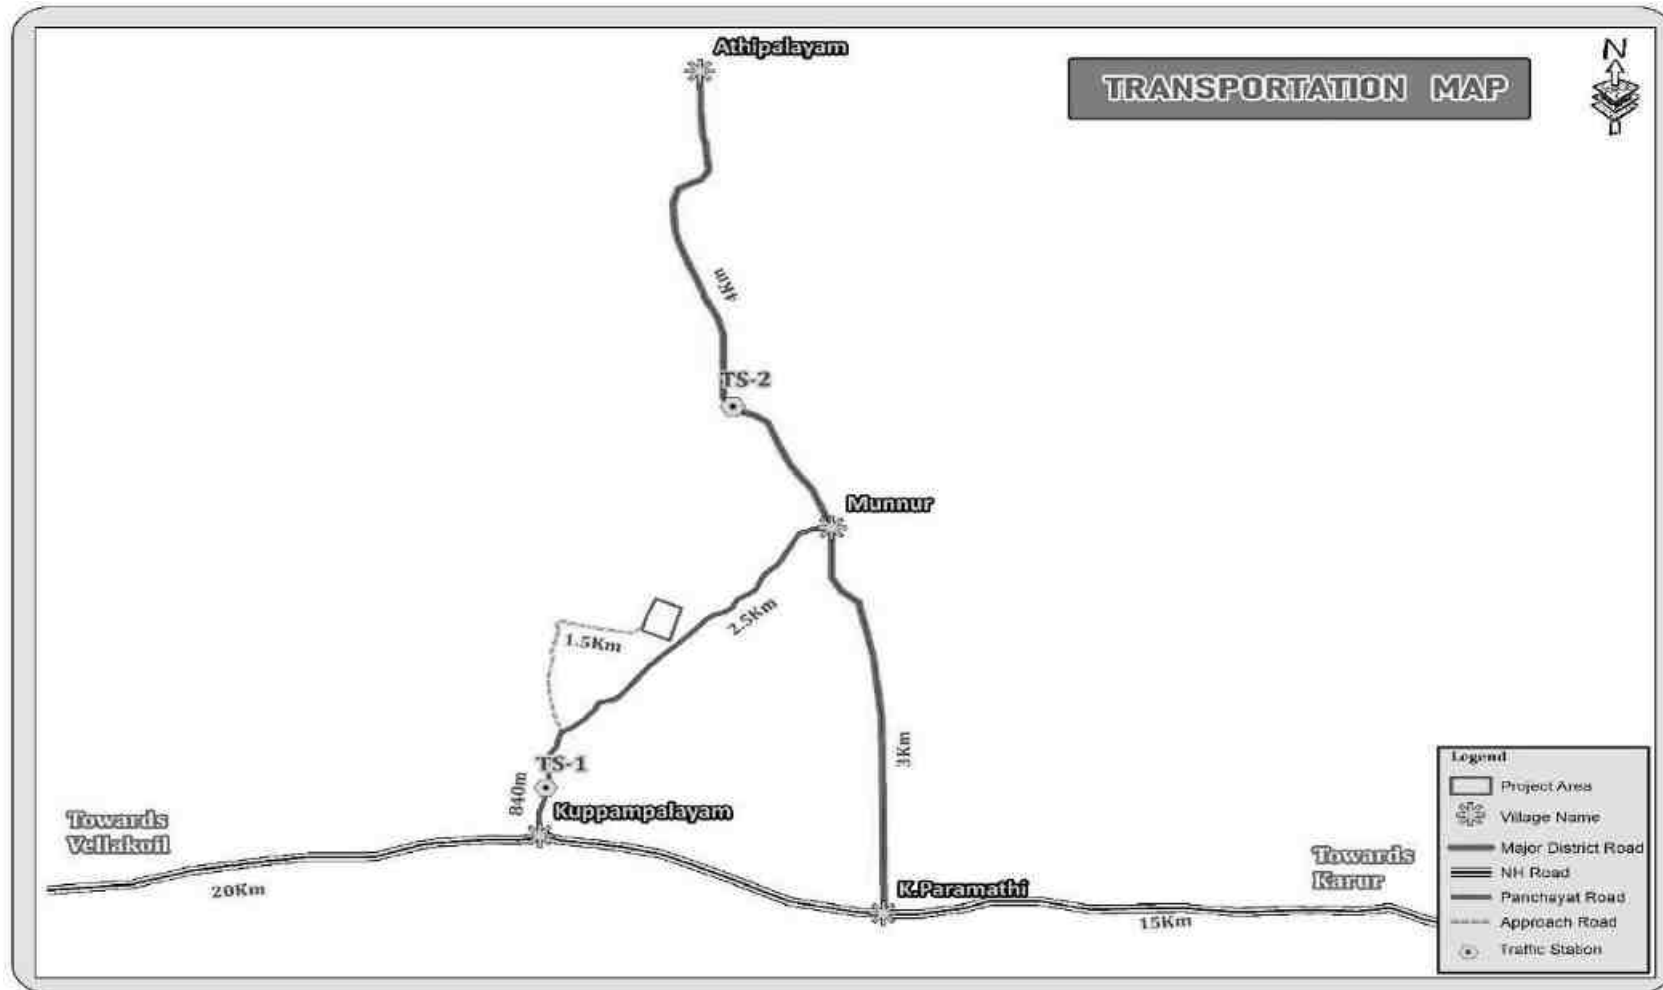 Athipalayam
TRANSPORTATION MAP
N
4Km
TS-2
Munnur
2.5Km
1.5Km
3Km
TS-1
840m
Kuppampalayam
Towards
Vellakoil
20Km
K.Paramathi
Towards
Karur
15Km
Legend
Project Area
Village Name
Major District Road
NH Road
Panchayat Road
Approach Road
Traffic Station